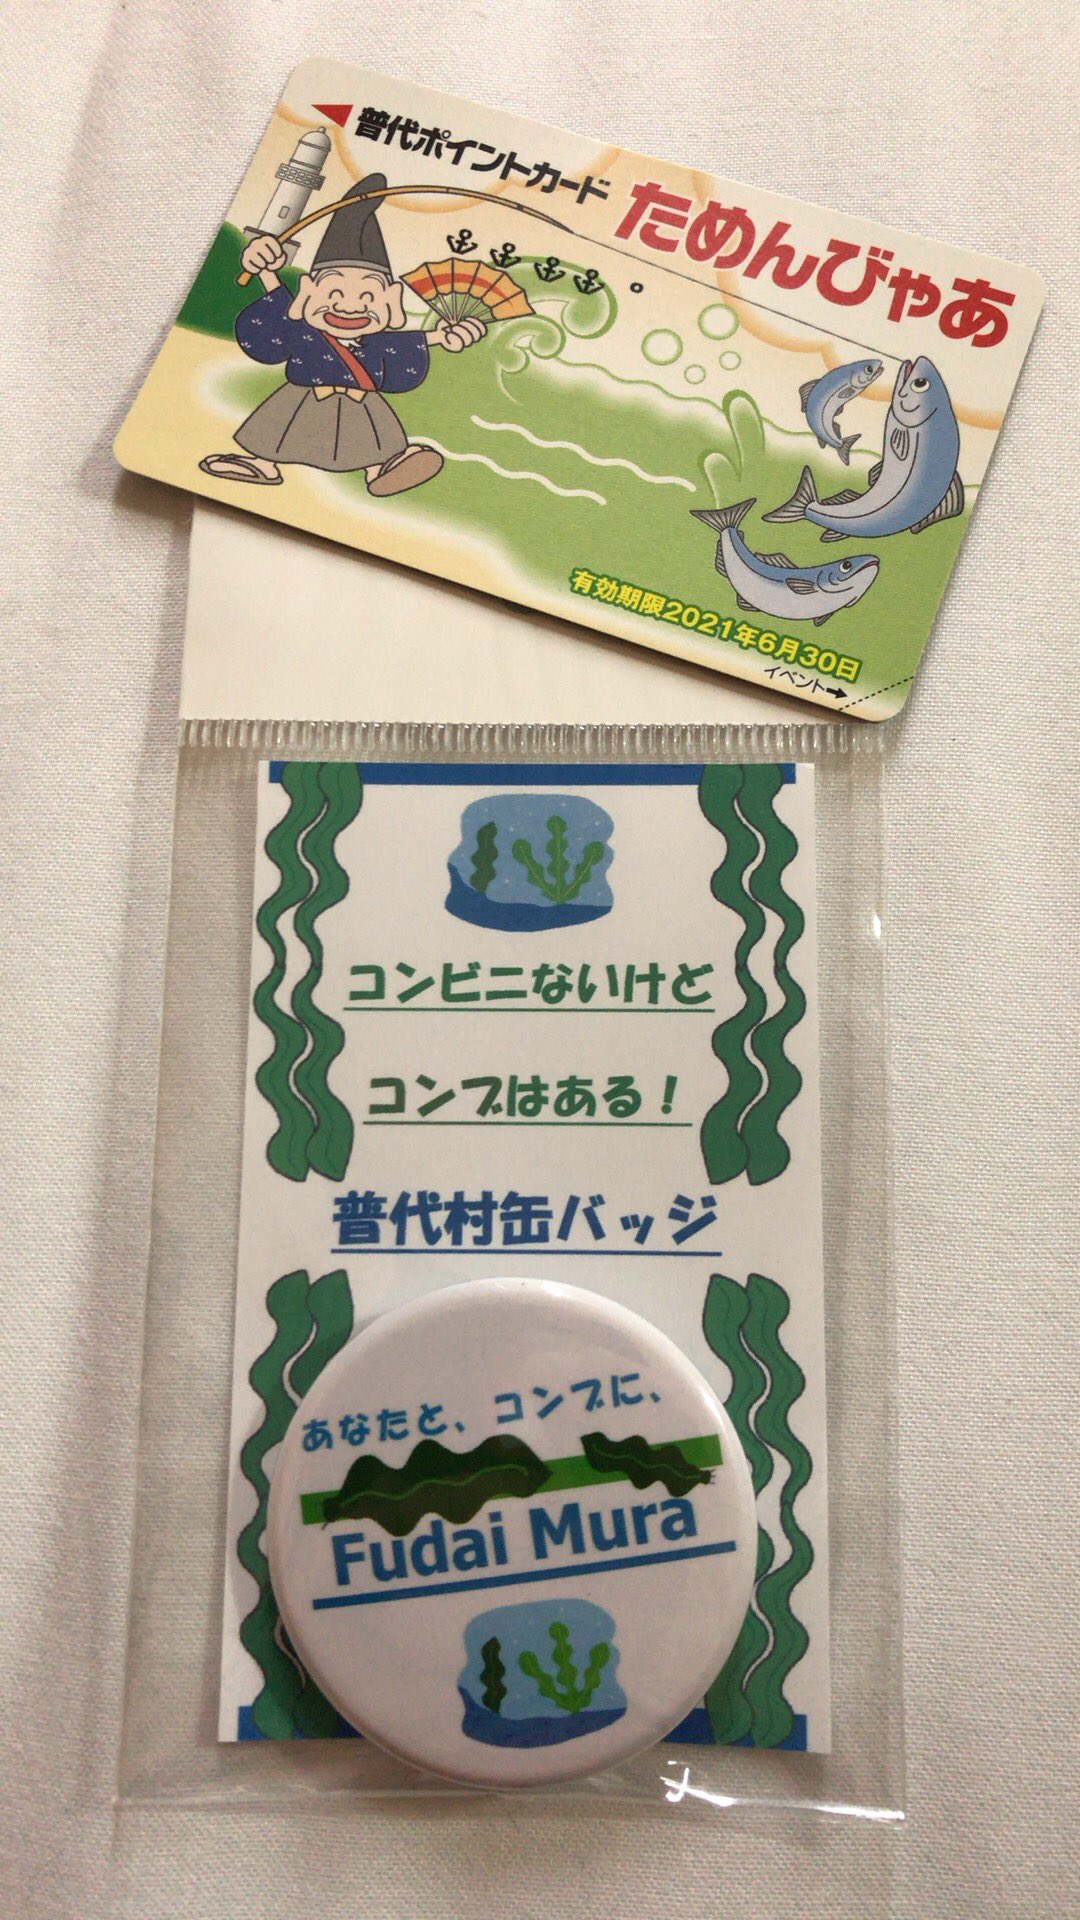 普代ポイントカード ためんびゃあ
有効期限2021年6月30日
イベント→
コンビニないけど
コンブはある！
普代村缶バッジ
あなたと、コンブに、
Fudai Mura